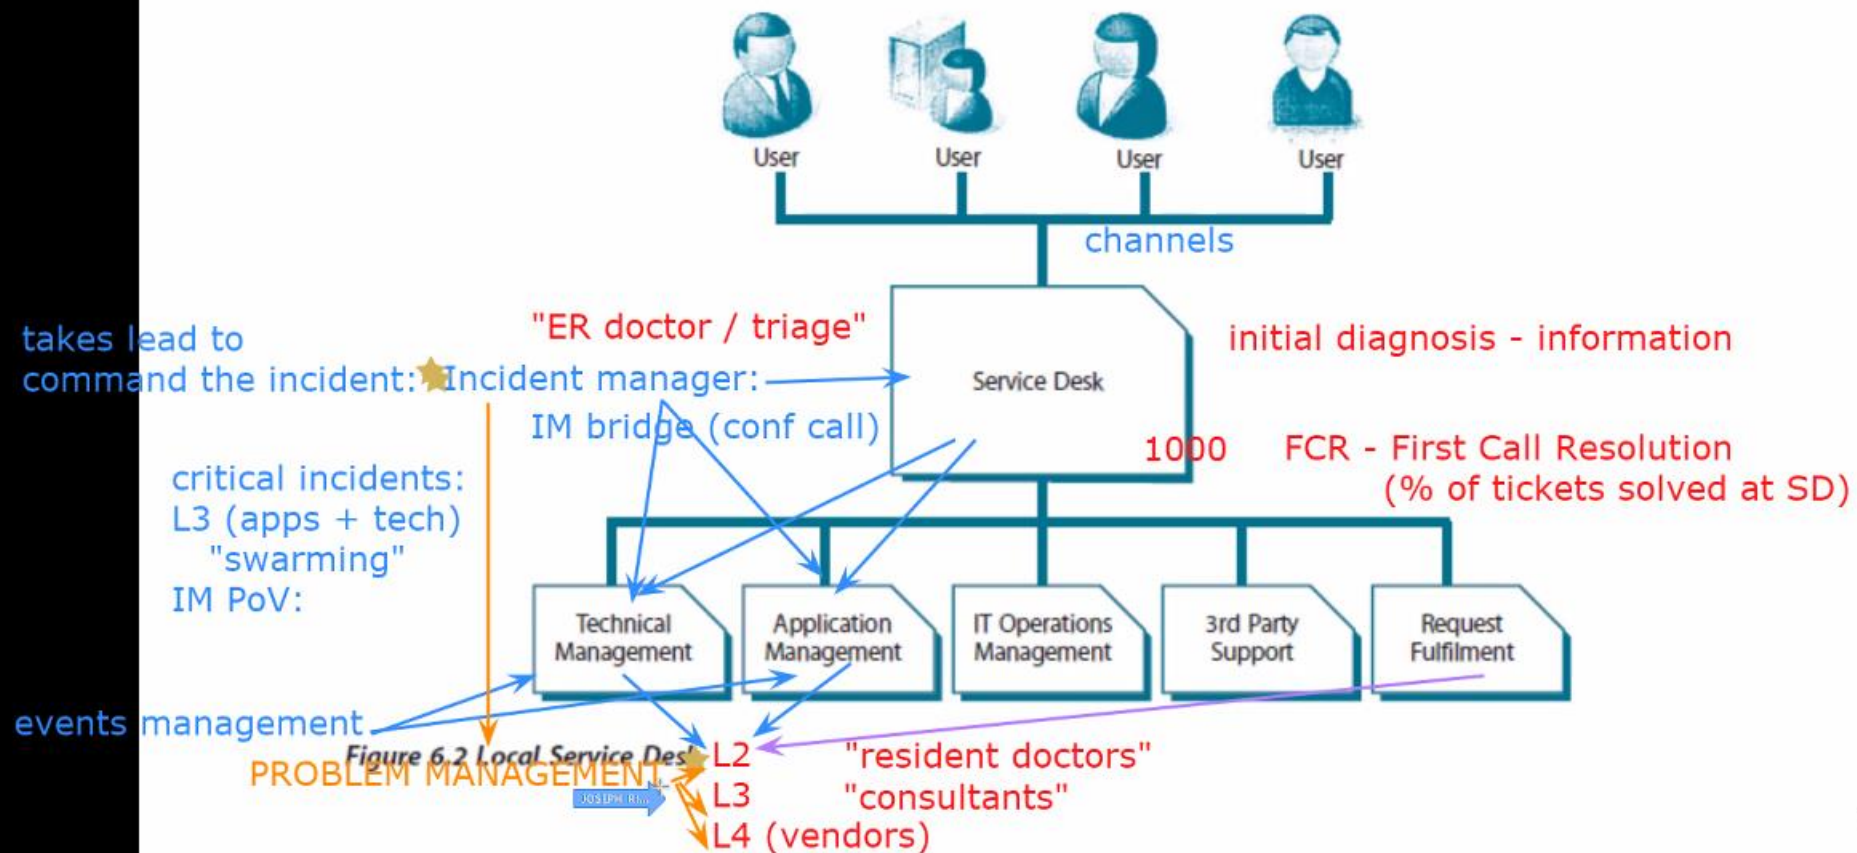 User
User
User
User
channels
"ER doctor / triage"
takes lead to
command the incident:
Incident manager:
IM bridge (conf call)
Service Desk
initial diagnosis - information
1000
FCR - First Call Resolution
(% of tickets solved at SD)
critical incidents:
L3 (apps + tech)
"swarming"
IM PoV:
Technical
Management
Application
Management
IT Operations
Management
3rd Party
Support
Request
Fulfilment
events management
Figure 6.2 Local Service Desk
PROBLEM MANAGEMENT
L2
"resident doctors"
L3
"consultants"
L4 (vendors)
JOSIPH